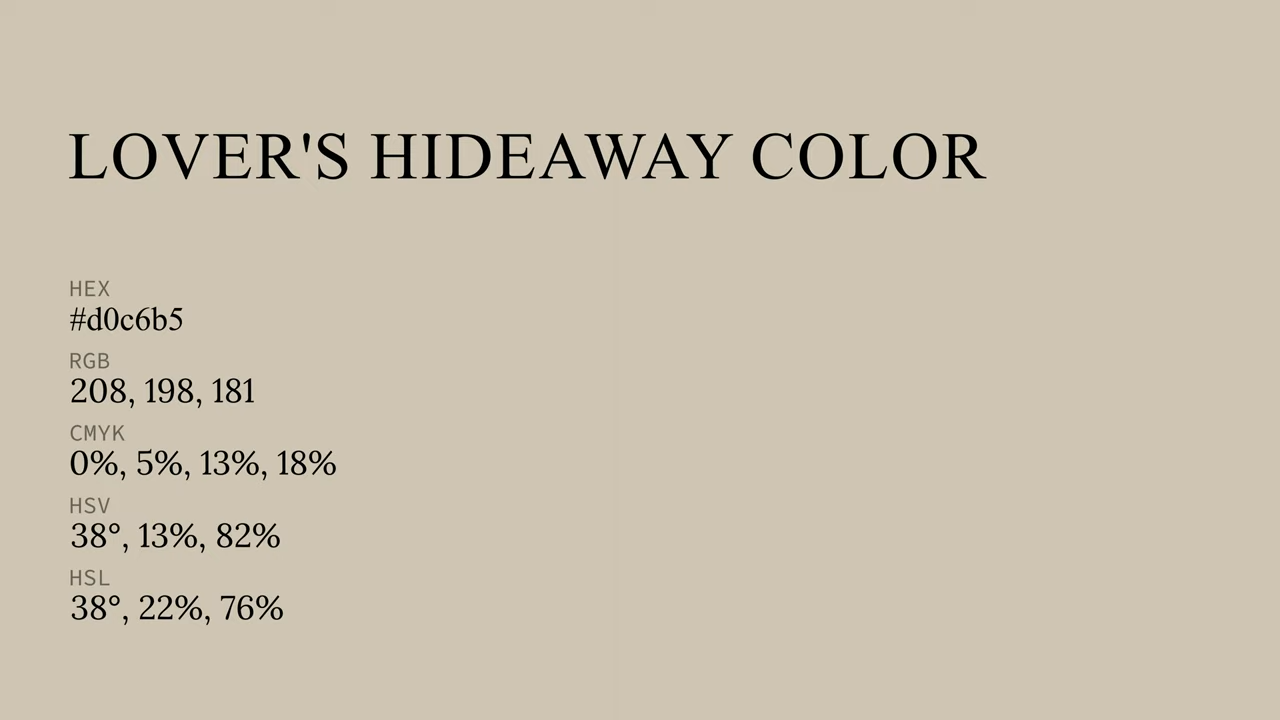 LOVER'S HIDEAWAY COLOR
HEX
#d0c6b5
RGB
208, 198, 181
CMYK
0%, 5%, 13%, 18%
HSV
38°, 13%, 82%
HSL
38°, 22%, 76%